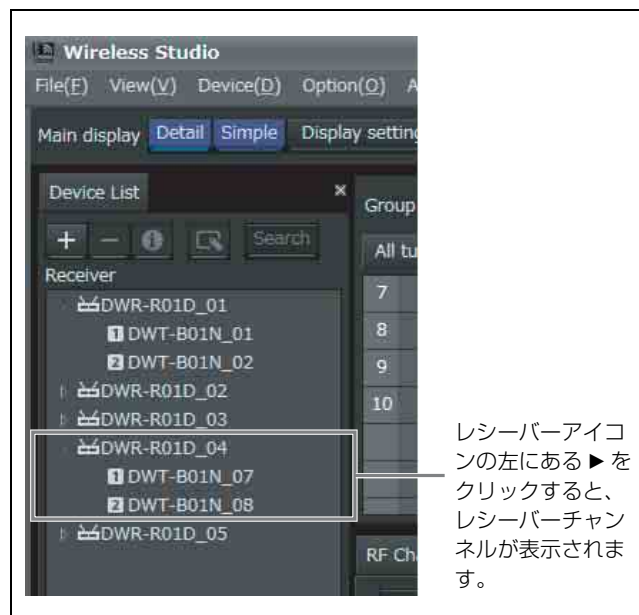 Wireless Studio
File(F) View(V) Device(D) Option(O) A
Main display Detail Simple Display setting
Device List ×
Group
+ − Search
All tu
Receiver
DWR-R01D_01
1 DWT-B01N_01
2 DWT-B01N_02
DWR-R01D_02
DWR-R01D_03
DWR-R01D_04
1 DWT-B01N_07
2 DWT-B01N_08
DWR-R01D_05
7
8
9
10
RF Ch
レシーバーアイコ
ンの左にある ▶ を
クリックすると、
レシーバーチャン
ネルが表示されま
す。